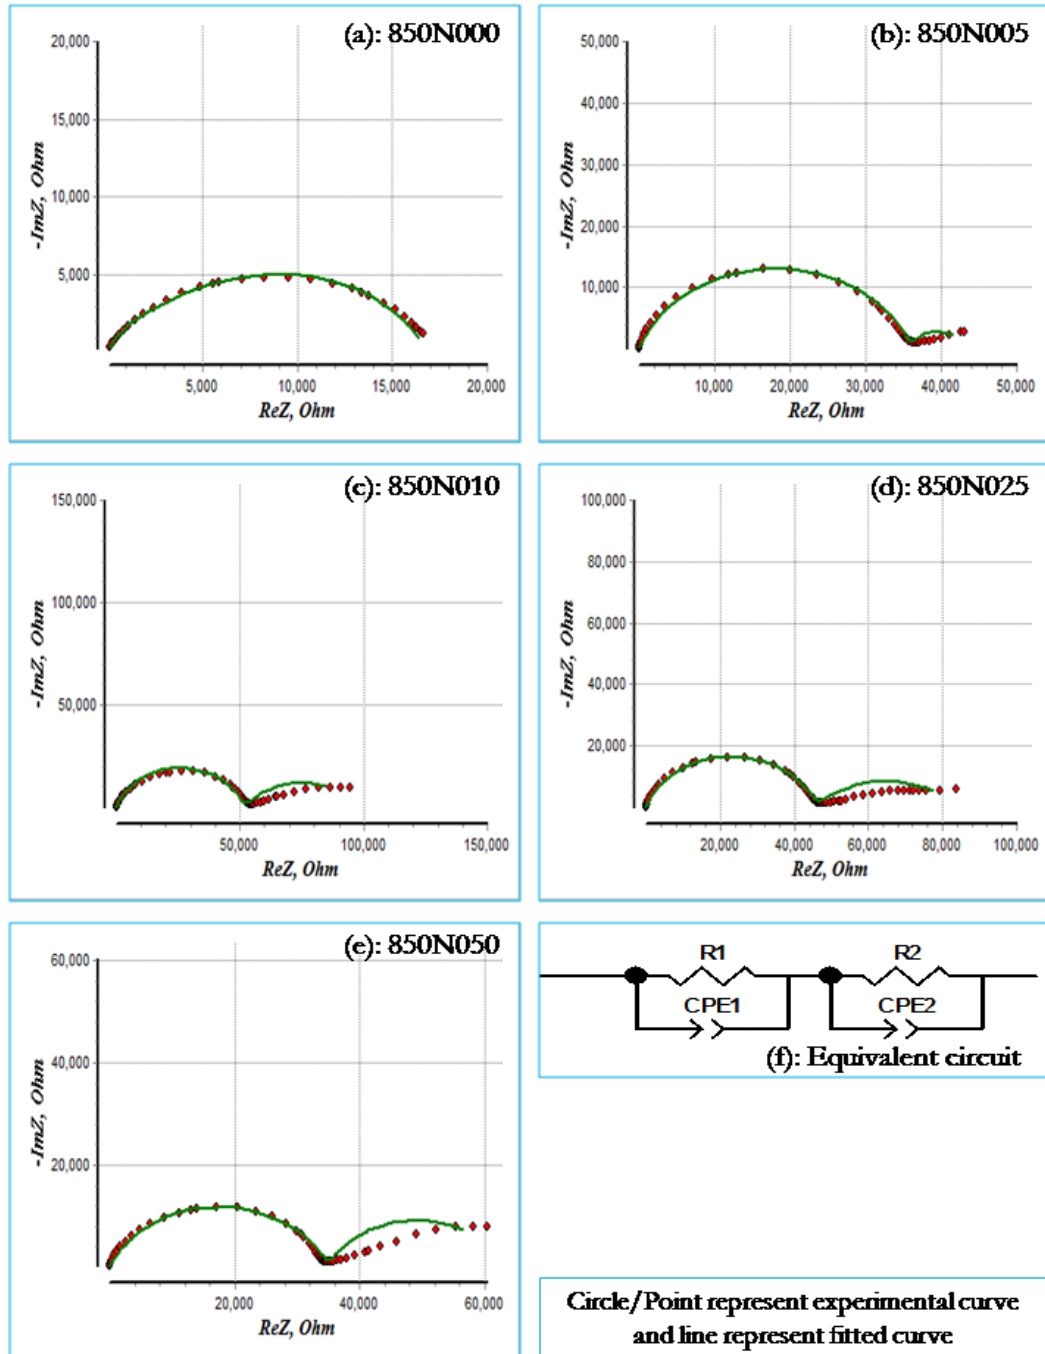 (a): 850N000
20,000
15,000
10,000
5,000
-ImZ, Ohm
5,000 10,000 15,000 20,000
ReZ, Ohm
(b): 850N005
50,000
40,000
30,000
20,000
10,000
-ImZ, Ohm
10,000 20,000 30,000 40,000 50,000
ReZ, Ohm
(c): 850N010
150,000
100,000
50,000
-ImZ, Ohm
50,000 100,000 150,000
ReZ, Ohm
(d): 850N025
100,000
80,000
60,000
40,000
20,000
-ImZ, Ohm
20,000 40,000 60,000 80,000 100,000
ReZ, Ohm
(e): 850N050
60,000
40,000
20,000
-ImZ, Ohm
20,000 40,000 60,000
ReZ, Ohm
R1 R2
CPE1 CPE2
(f): Equivalent circuit
Circle/Point represent experimental curve
and line represent fitted curve